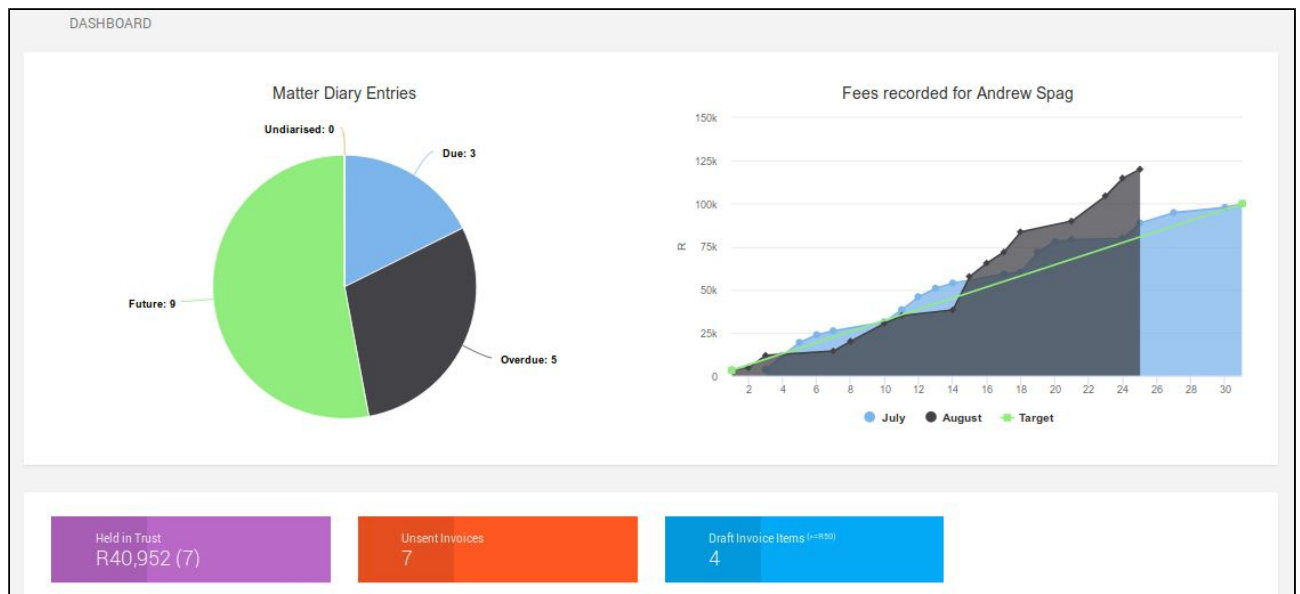 DASHBOARD
Matter Diary Entries
Undiarised: 0
Due: 3
Future: 9
Overdue: 5
Fees recorded for Andrew Spag
150k
125k
100k
R
75k
50k
25k
0
2 4 6 8 10 12 14 16 18 20 22 24 26 28 30
July August Target
Held in Trust
R40,952 (7)
Unsent Invoices
7
Draft Invoice Items (>=R50)
4